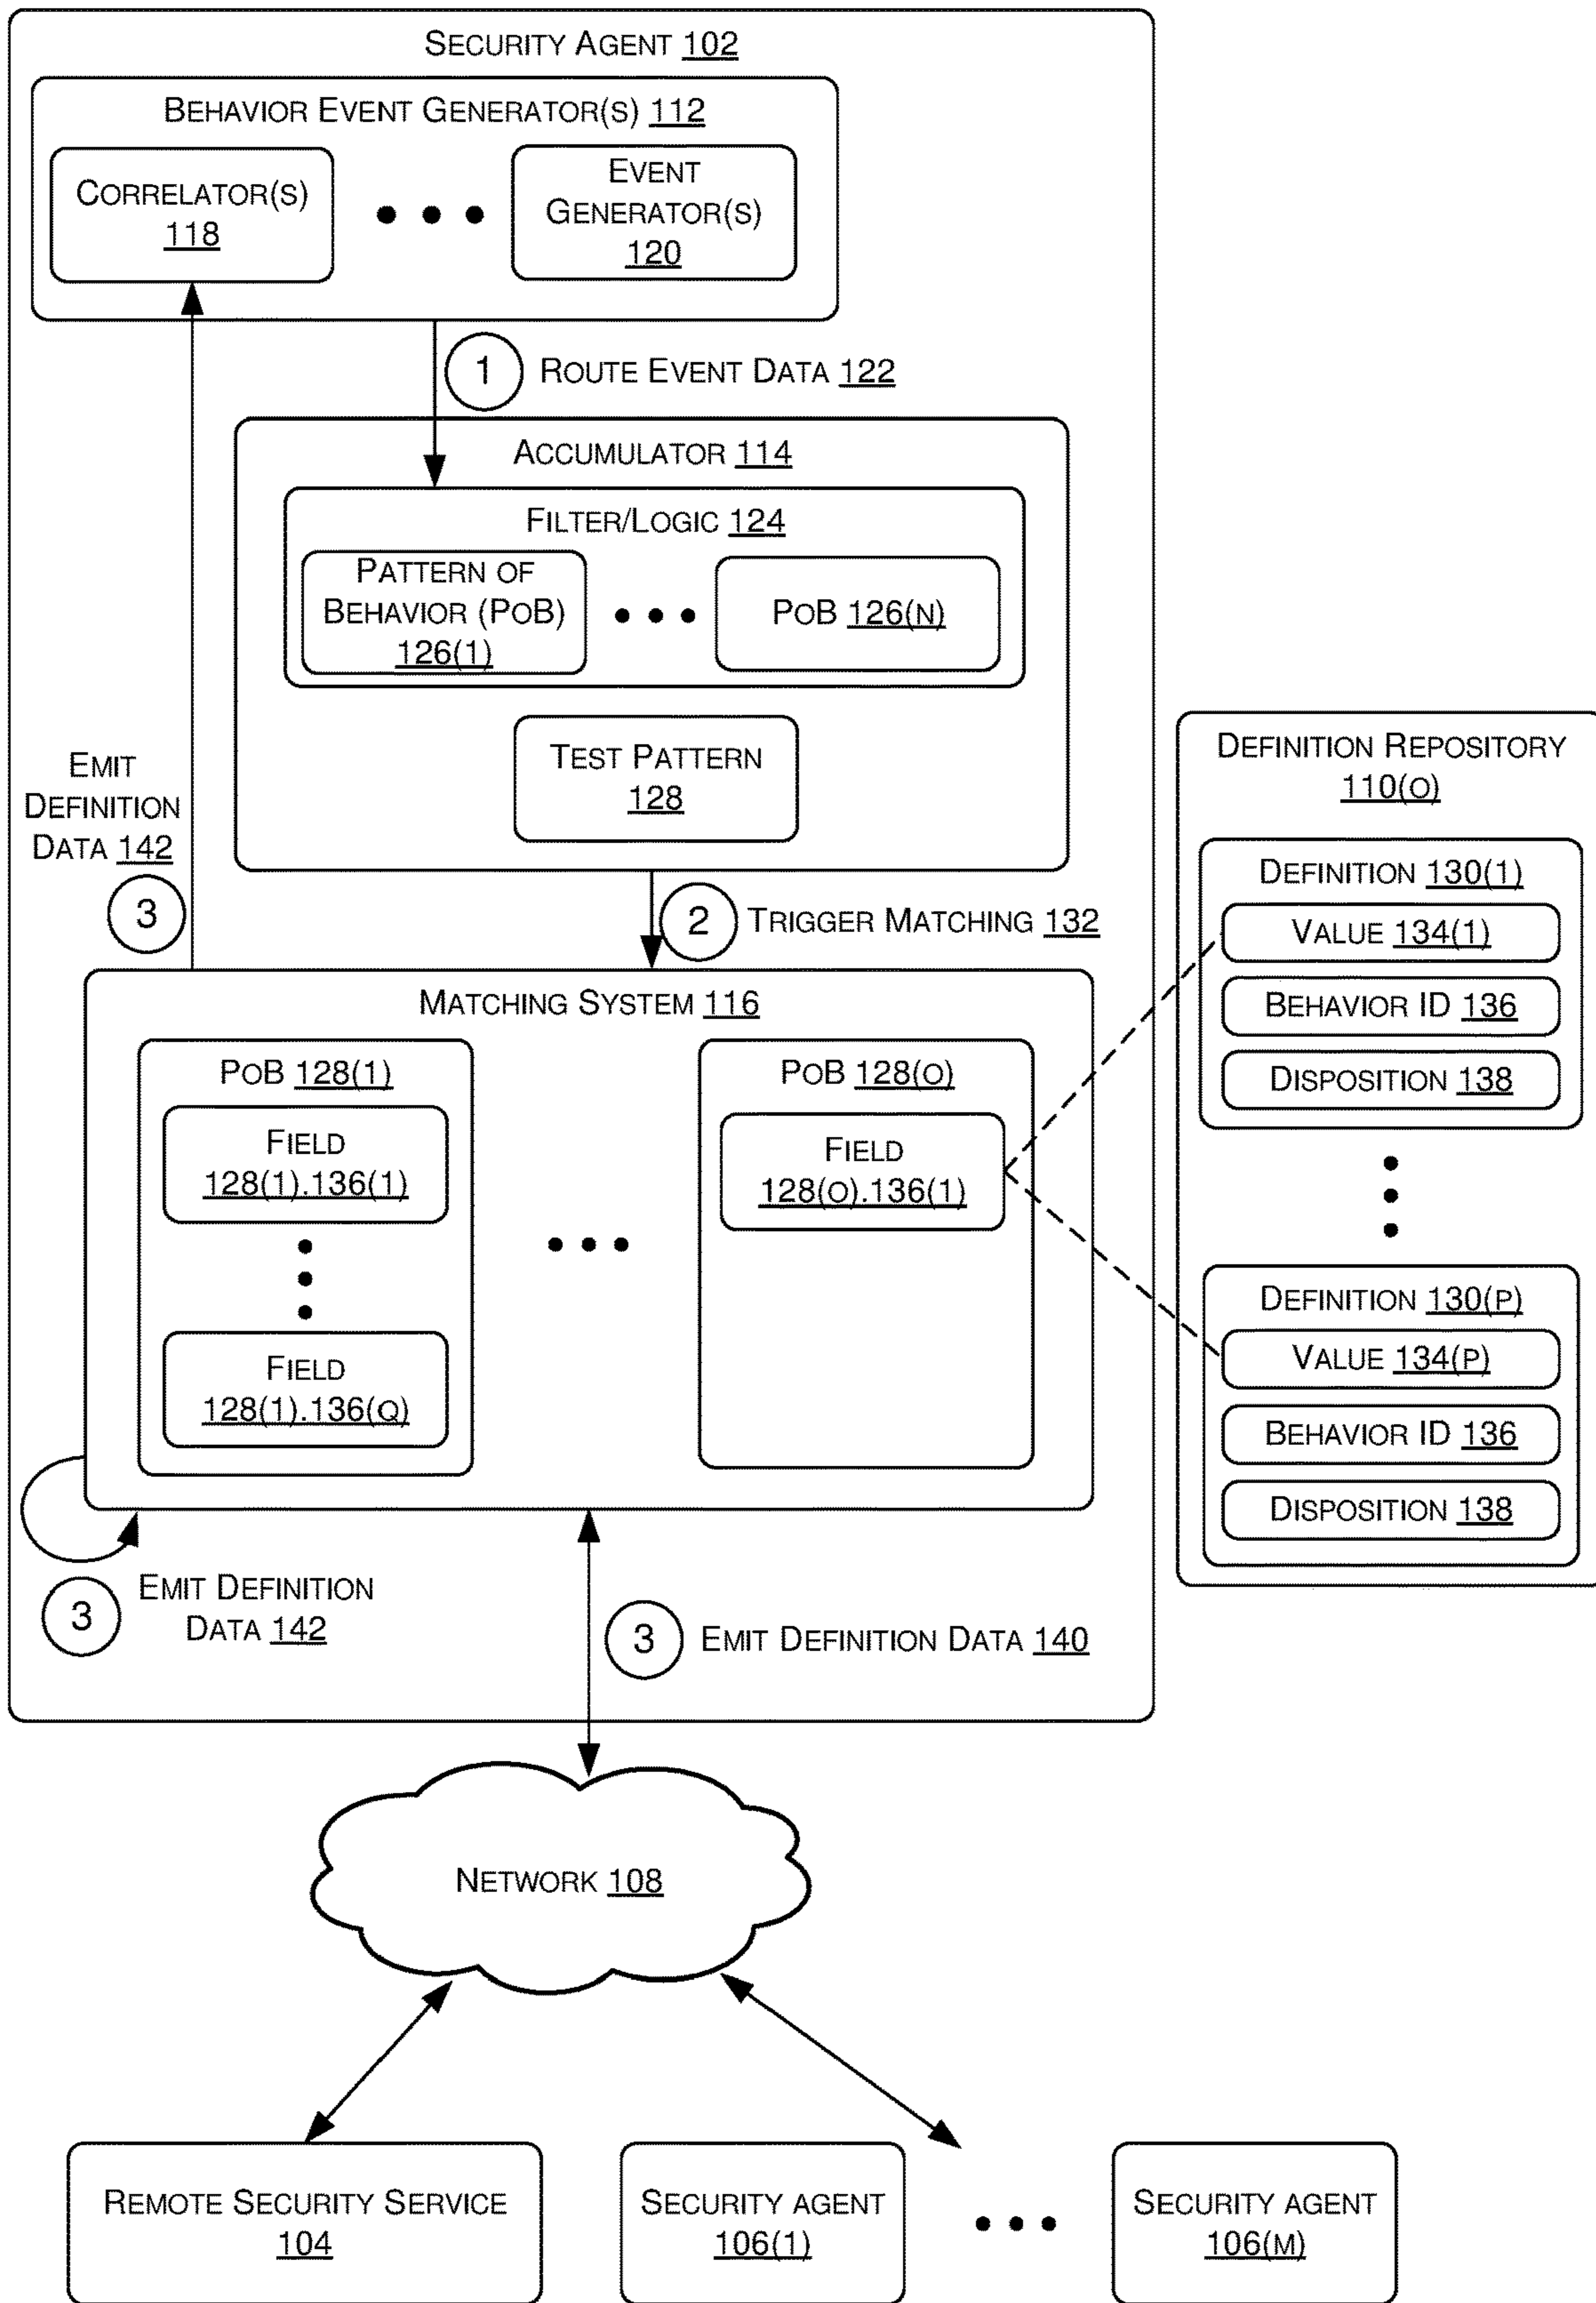 SECURITY AGENT 102
BEHAVIOR EVENT GENERATOR(S) 112
CORRELATOR(S)
118
EVENT
GENERATOR(S)
120
1
ROUTE EVENT DATA 122
ACCUMULATOR 114
FILTER/LOGIC 124
PATTERN OF
BEHAVIOR (POB)
126(1)
POB 126(N)
TEST PATTERN
128
EMIT
DEFINITION
DATA 142
3
2
TRIGGER MATCHING 132
MATCHING SYSTEM 116
POB 128(1)
FIELD
128(1).136(1)
FIELD
128(1).136(Q)
POB 128(O)
FIELD
128(O).136(1)
DEFINITION REPOSITORY
110(O)
DEFINITION 130(1)
VALUE 134(1)
BEHAVIOR ID 136
DISPOSITION 138
DEFINITION 130(P)
VALUE 134(P)
BEHAVIOR ID 136
DISPOSITION 138
3
EMIT DEFINITION
DATA 142
3
EMIT DEFINITION DATA 140
NETWORK 108
REMOTE SECURITY SERVICE
104
SECURITY AGENT
106(1)
SECURITY AGENT
106(M)